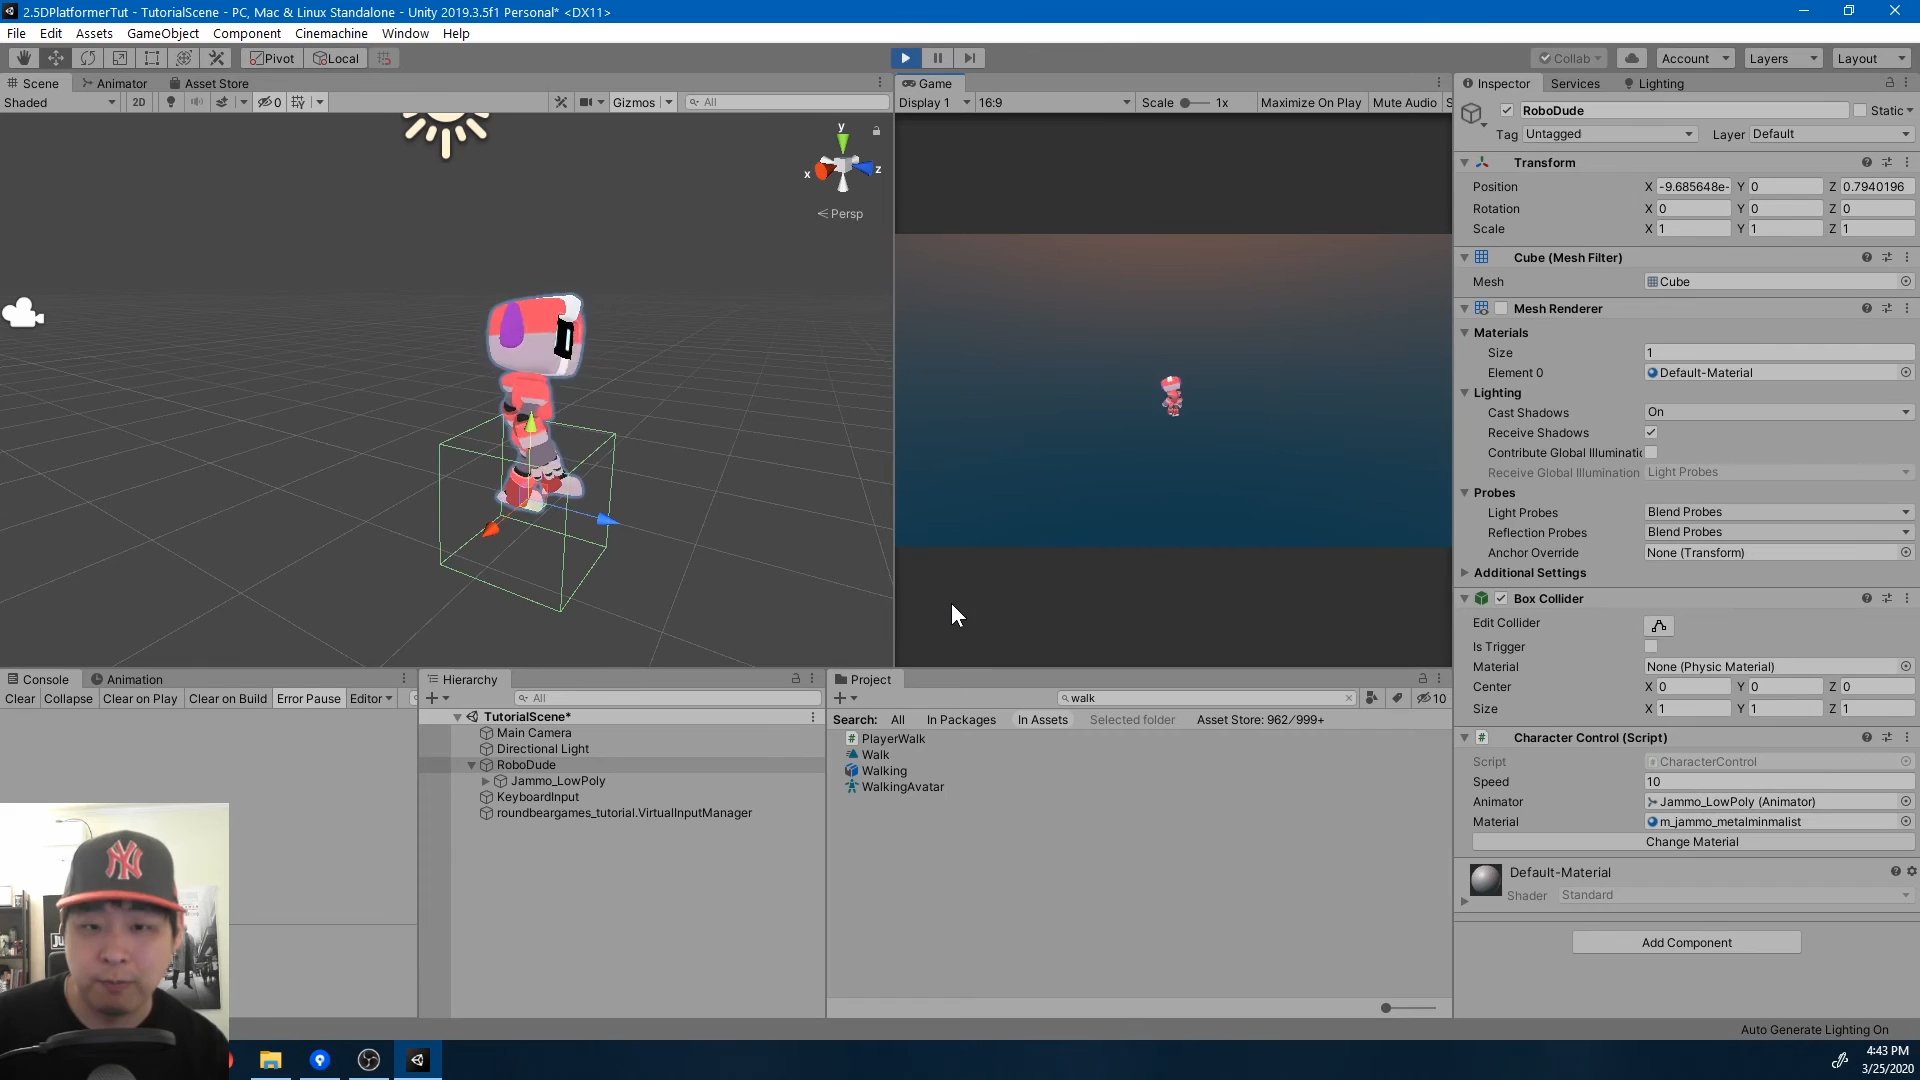 2.5DPlatformerTut - TutorialScene - PC, Mac & Linux Standalone - Unity 2019.3.5f1 Personal* <DX11>
File Edit Assets GameObject Component Cinemachine Window Help
Pivot Local Collab Account Layers Layout
Scene Animator Asset Store
Shaded 2D 0 Gizmos All
y
x
z
Persp
Game
Display 1 16:9 Scale 1x Maximize On Play Mute Audio S
Inspector Services Lighting
RoboDude Static
Tag Untagged Layer Default
Transform
Position X -9.685648e- Y 0 Z 0.7940196
Rotation X 0 Y 0 Z 0
Scale X 1 Y 1 Z 1
Cube (Mesh Filter)
Mesh Cube
Mesh Renderer
Materials
Size 1
Element 0 Default-Material
Lighting
Cast Shadows On
Receive Shadows
Contribute Global Illuminatic
Receive Global Illumination Light Probes
Probes
Light Probes Blend Probes
Reflection Probes Blend Probes
Anchor Override None (Transform)
Additional Settings
Box Collider
Edit Collider
Is Trigger
Material None (Physic Material)
Center X 0 Y 0 Z 0
Size X 1 Y 1 Z 1
Character Control (Script)
Script CharacterControl
Speed 10
Animator Jammo_LowPoly (Animator)
Material m_jammo_metalminmalist
Change Material
Default-Material
Shader Standard
Add Component
Console Animation
Clear Collapse Clear on Play Clear on Build Error Pause Editor
Hierarchy
All
TutorialScene*
Main Camera
Directional Light
RoboDude
Jammo_LowPoly
KeyboardInput
roundbeargames_tutorial.VirtualInputManager
Project
walk 10
Search: All In Packages In Assets Selected folder Asset Store: 962/999+
PlayerWalk
Walk
Walking
WalkingAvatar
Auto Generate Lighting On
4:43 PM
3/25/2020